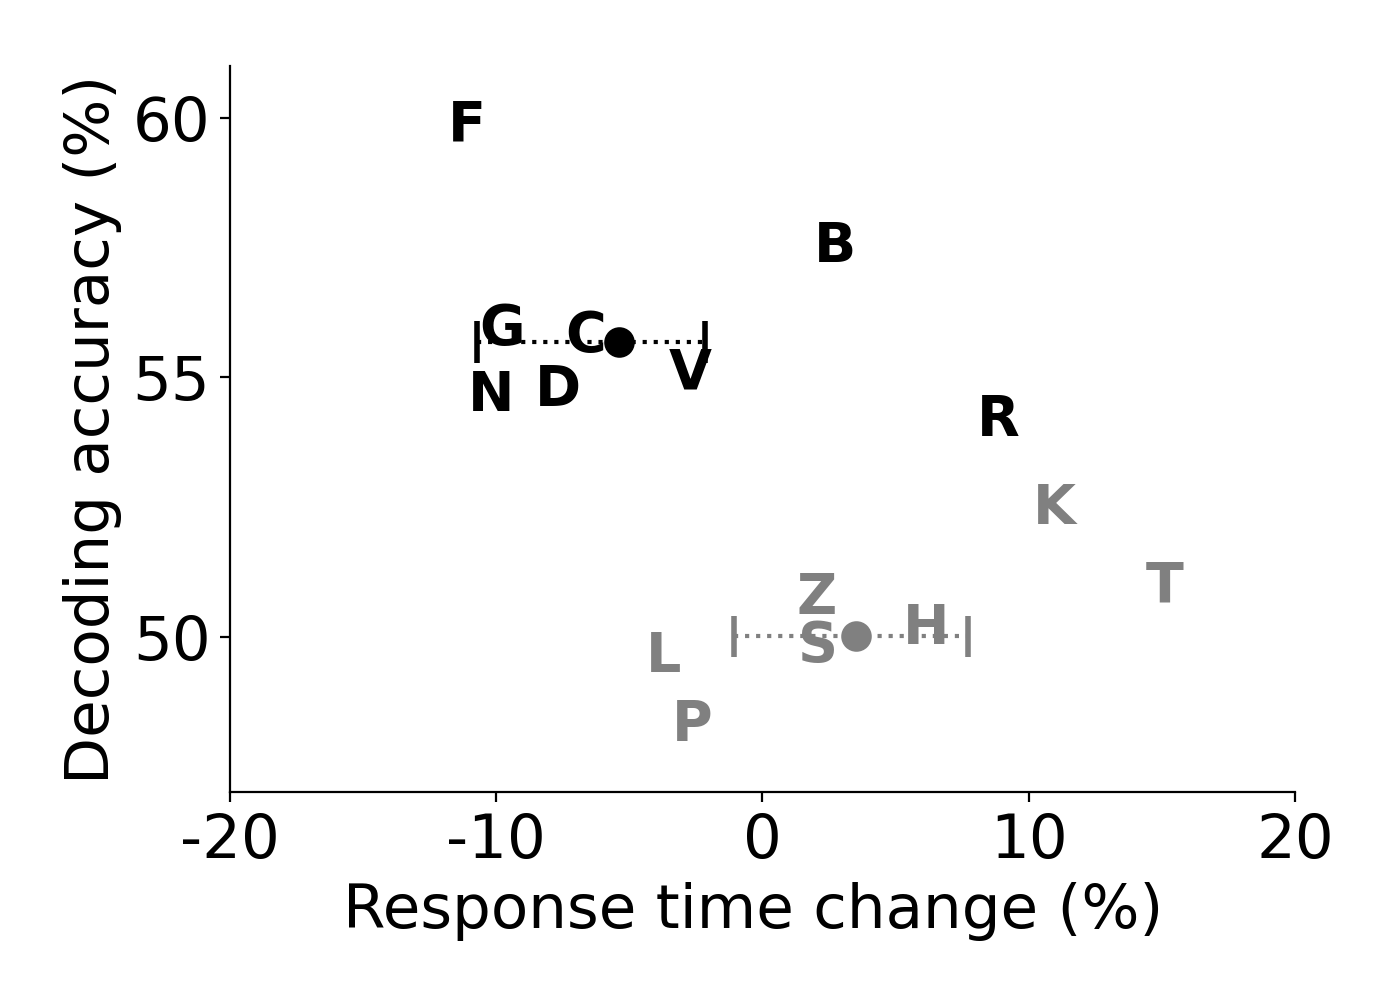 Decoding accuracy (%)
60
55
50
F
B
G
C
V
N
D
R
K
T
Z
H
S
L
P
-20
-10
0
10
20
Response time change (%)